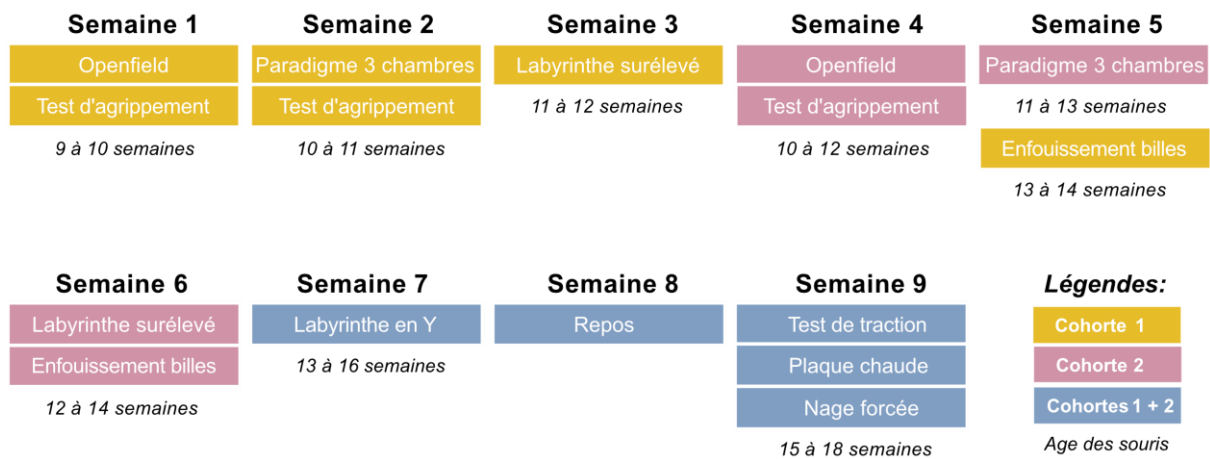 Semaine 1
Openfield
Test d'agrippement
9 à 10 semaines
Semaine 2
Paradigme 3 chambres
Test d'agrippement
10 à 11 semaines
Semaine 3
Labyrinthe surélevé
11 à 12 semaines
Semaine 4
Openfield
Test d'agrippement
10 à 12 semaines
Semaine 5
Paradigme 3 chambres
11 à 13 semaines
Enfouissement billes
13 à 14 semaines
Semaine 6
Labyrinthe surélevé
Enfouissement billes
12 à 14 semaines
Semaine 7
Labyrinthe en Y
13 à 16 semaines
Semaine 8
Repos
Semaine 9
Test de traction
Plaque chaude
Nage forcée
15 à 18 semaines
Légendes:
Cohorte 1
Cohorte 2
Cohortes 1 + 2
Age des souris